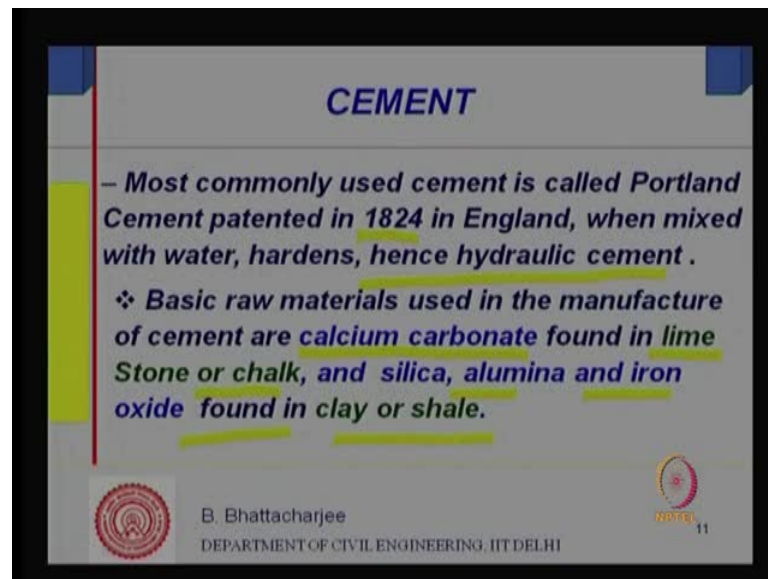 CEMENT
– Most commonly used cement is called Portland
Cement patented in 1824 in England, when mixed
with water, hardens, hence hydraulic cement .
❖ Basic raw materials used in the manufacture
of cement are calcium carbonate found in lime
Stone or chalk, and silica, alumina and iron
oxide found in clay or shale.
B. Bhattacharjee
DEPARTMENT OF CIVIL ENGINEERING, IIT DELHI
NPTEL
11